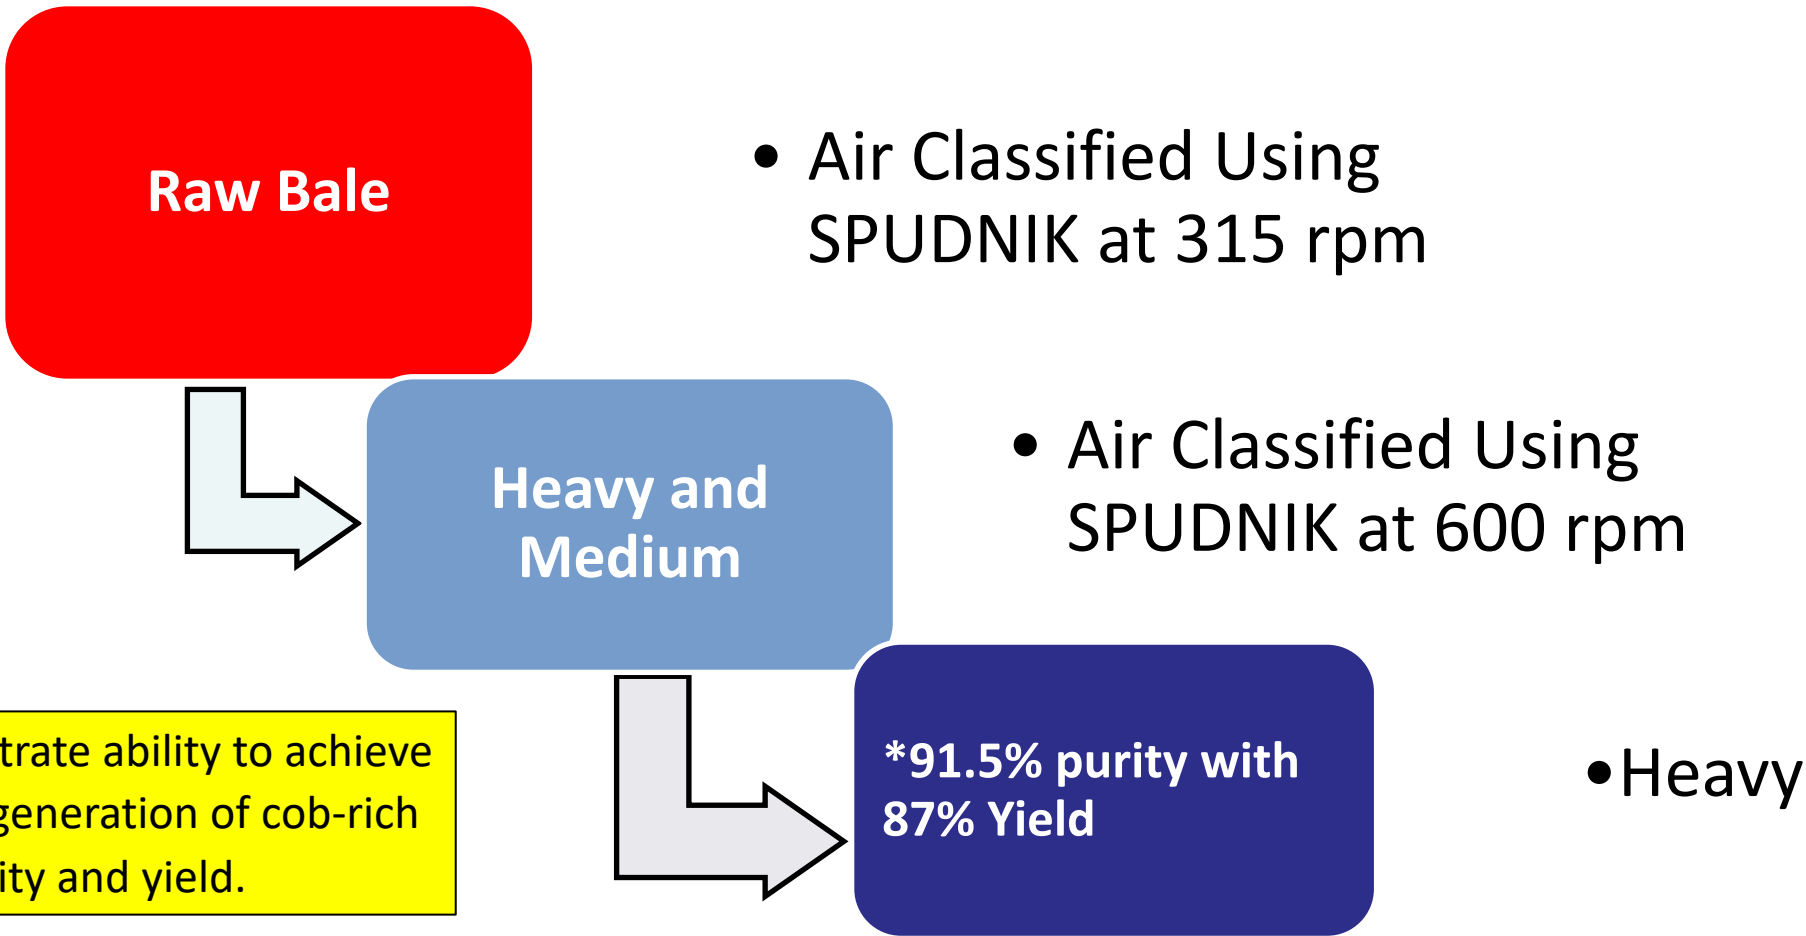 Raw Bale
• Air Classified Using
SPUDNIK at 315 rpm
Heavy and
Medium
• Air Classified Using
SPUDNIK at 600 rpm
trate ability to achieve
generation of cob-rich
ity and yield.
*91.5% purity with
87% Yield
•Heavy